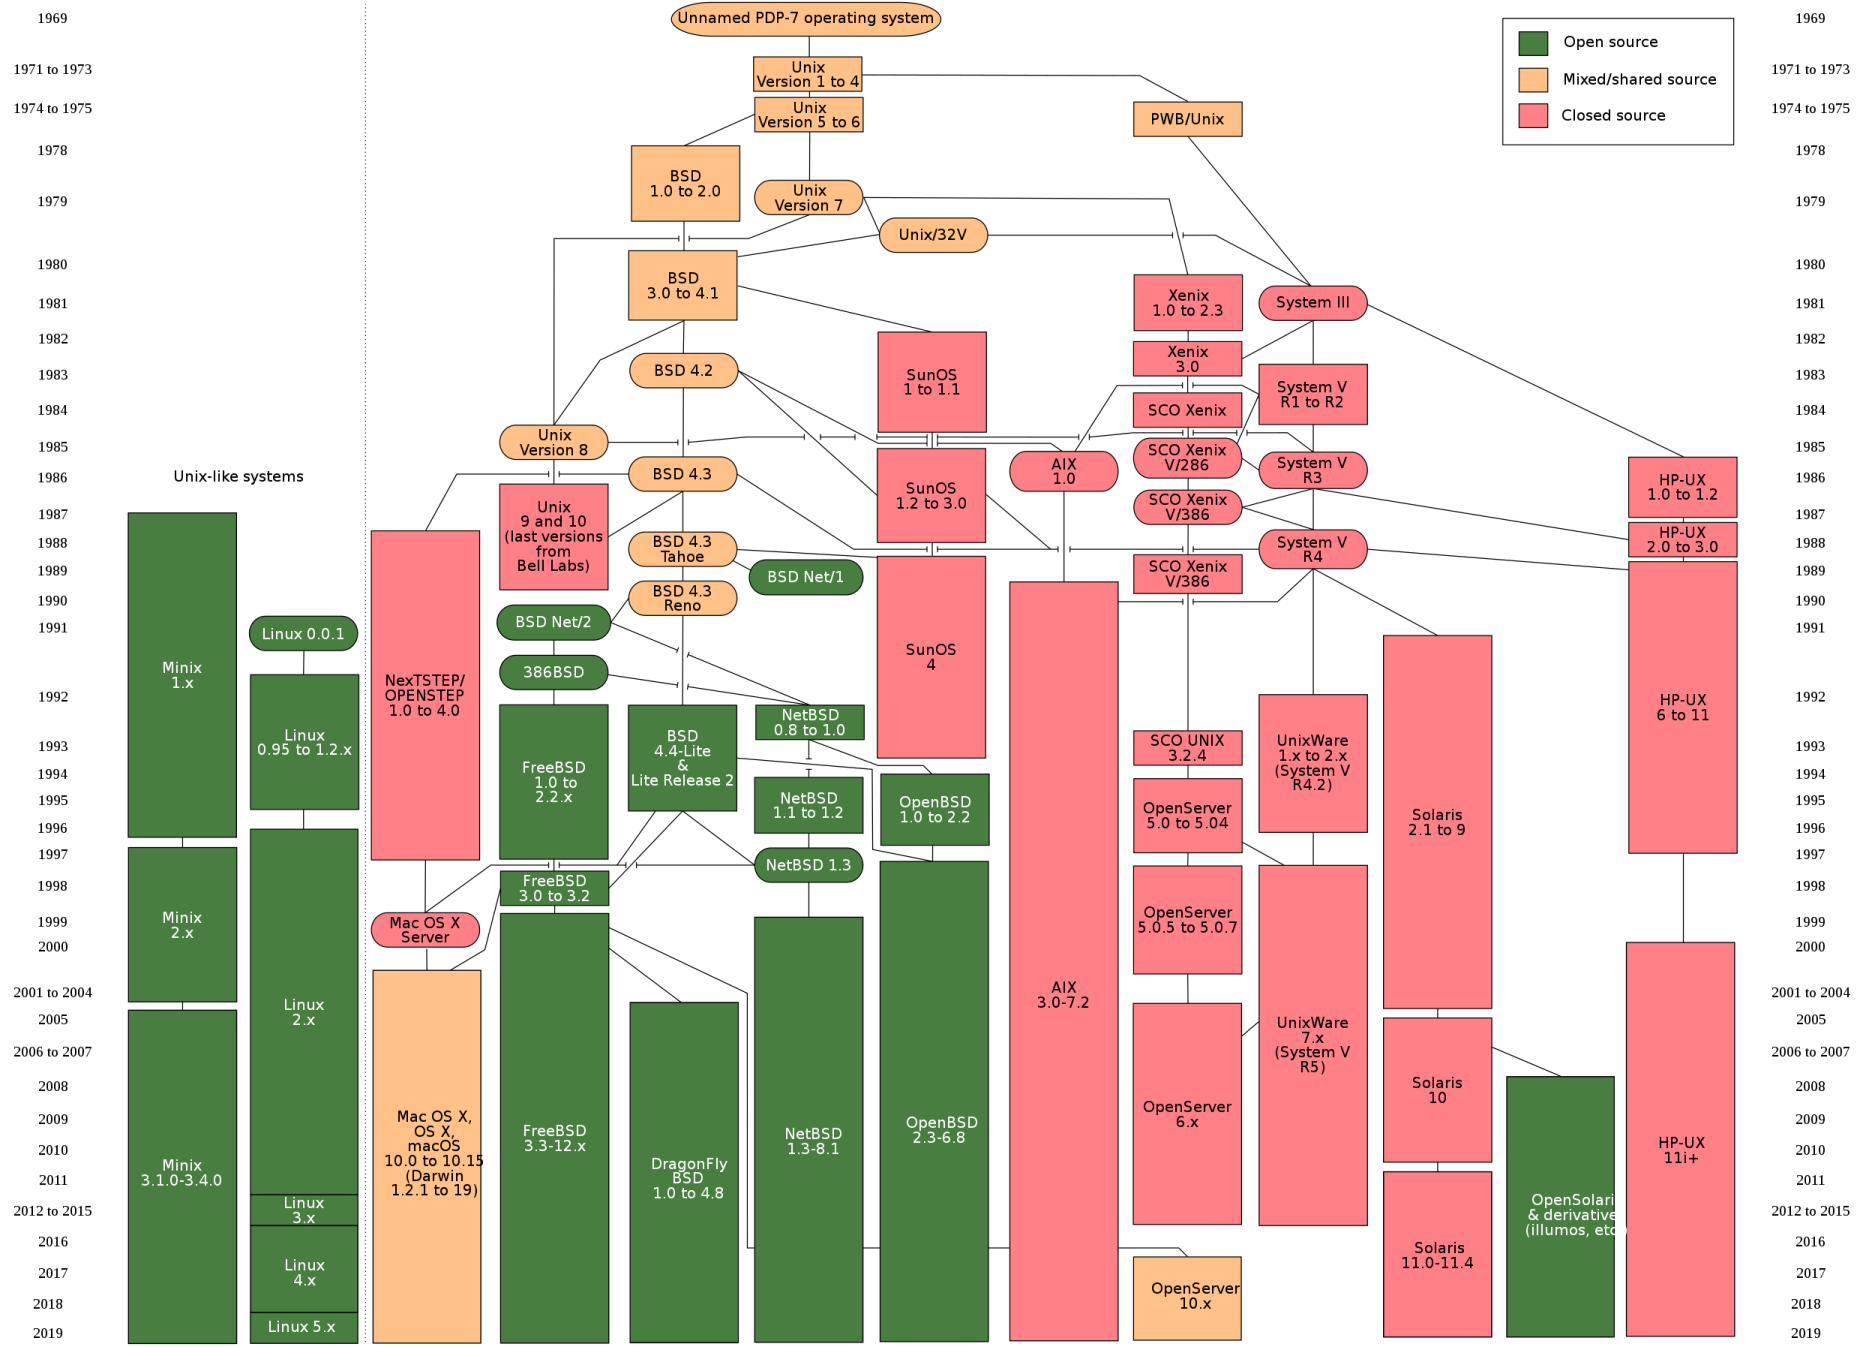 1969
1971 to 1973
1974 to 1975
1978
1979
1980
1981
1982
1983
1984
1985
1986
1987
1988
1989
1990
1991
1992
1993
1994
1995
1996
1997
1998
1999
2000
2001 to 2004
2005
2006 to 2007
2008
2009
2010
2011
2012 to 2015
2016
2017
2018
2019
Unix-like systems
Minix
1.x
Minix
2.x
Minix
3.1.0-3.4.0
Linux 0.0.1
Linux
0.95 to 1.2.x
Linux
2.x
Linux
3.x
Linux
4.x
Linux 5.x
NexTSTEP/
OPENSTEP
1.0 to 4.0
Mac OS X
Server
Mac OS X,
OS X,
macOS
10.0 to 10.15
(Darwin
1.2.1 to 19)
Unnamed PDP-7 operating system
Unix
Version 1 to 4
Unix
Version 5 to 6
PWB/Unix
BSD
1.0 to 2.0
Unix
Version 7
Unix/32V
BSD
3.0 to 4.1
BSD 4.2
Unix
Version 8
BSD 4.3
Unix
9 and 10
(last versions
from
Bell Labs)
BSD 4.3
Tahoe
BSD Net/1
BSD 4.3
Reno
BSD Net/2
386BSD
FreeBSD
1.0 to
2.2.x
BSD
4.4-Lite
&
Lite Release 2
NetBSD
0.8 to 1.0
NetBSD
1.1 to 1.2
NetBSD 1.3
OpenBSD
1.0 to 2.2
FreeBSD
3.0 to 3.2
FreeBSD
3.3-12.x
DragonFly
BSD
1.0 to 4.8
NetBSD
1.3-8.1
OpenBSD
2.3-6.8
SunOS
1 to 1.1
SunOS
1.2 to 3.0
SunOS
4
AIX
1.0
AIX
3.0-7.2
Xenix
1.0 to 2.3
Xenix
3.0
SCO Xenix
SCO Xenix
V/286
SCO Xenix
V/386
SCO Xenix
V/386
SCO UNIX
3.2.4
OpenServer
5.0 to 5.04
OpenServer
5.0.5 to 5.0.7
OpenServer
6.x
OpenServer
10.x
System III
System V
R1 to R2
System V
R3
System V
R4
UnixWare
1.x to 2.x
(System V
R4.2)
UnixWare
7.x
(System V
R5)
Solaris
2.1 to 9
Solaris
10
Solaris
11.0-11.4
OpenSolari
& derivative
(illumos, etc.)
HP-UX
1.0 to 1.2
HP-UX
2.0 to 3.0
HP-UX
6 to 11
HP-UX
11i+
Open source
Mixed/shared source
Closed source
1969
1971 to 1973
1974 to 1975
1978
1979
1980
1981
1982
1983
1984
1985
1986
1987
1988
1989
1990
1991
1992
1993
1994
1995
1996
1997
1998
1999
2000
2001 to 2004
2005
2006 to 2007
2008
2009
2010
2011
2012 to 2015
2016
2017
2018
2019